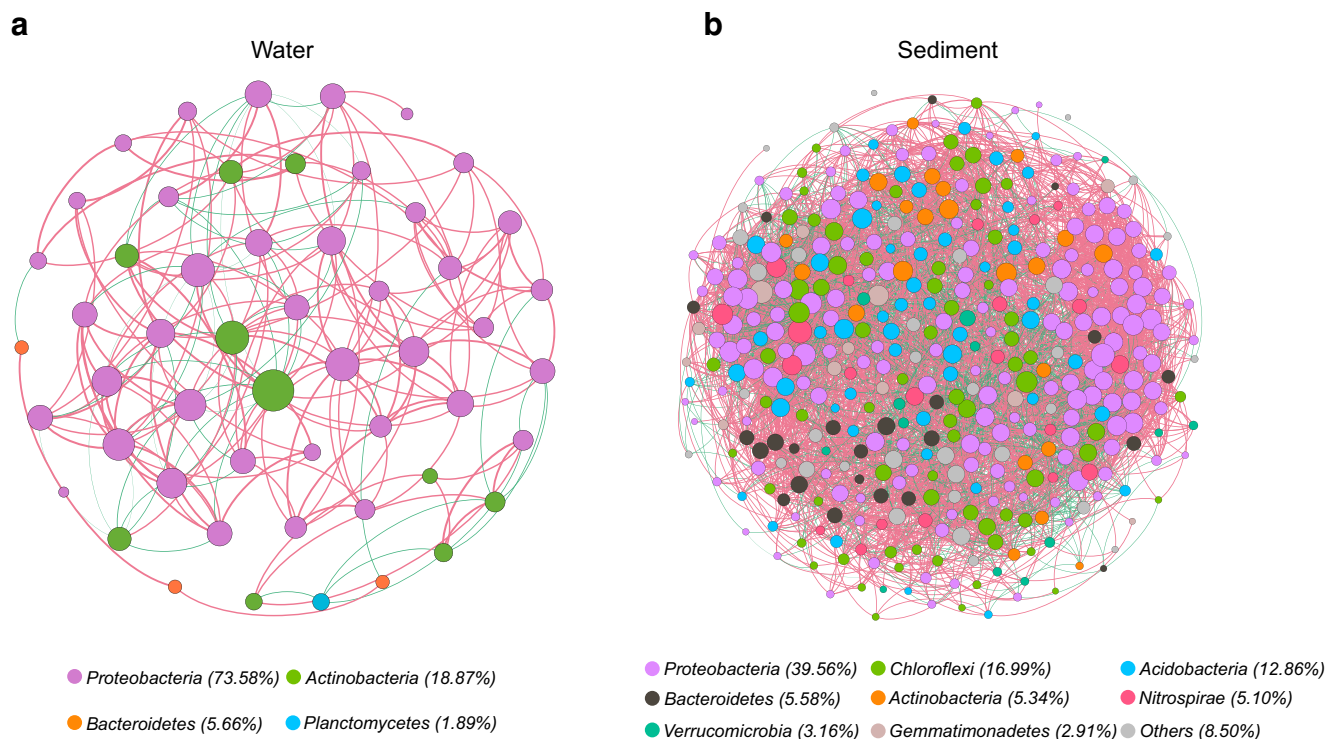 a
Water
Proteobacteria (73.58%) Actinobacteria (18.87%)
Bacteroidetes (5.66%) Planctomycetes (1.89%)
b
Sediment
Proteobacteria (39.56%) Chloroflexi (16.99%) Acidobacteria (12.86%)
Bacteroidetes (5.58%) Actinobacteria (5.34%) Nitrospirae (5.10%)
Verrucomicrobia (3.16%) Gemmatimonadetes (2.91%) Others (8.50%)